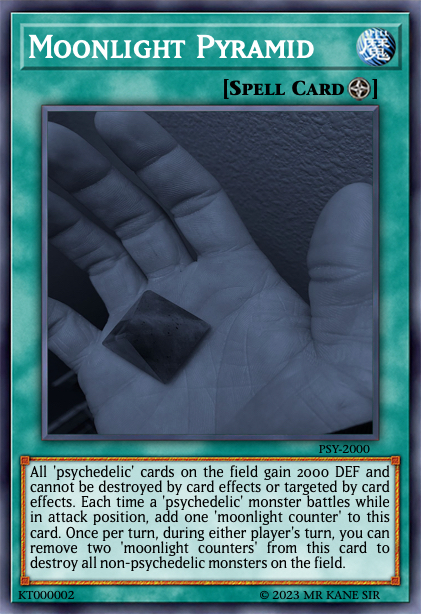 MOONLIGHT PYRAMID
魔
[SPELL CARD]
PSY-2000
All 'psychedelic' cards on the field gain 2000 DEF and
cannot be destroyed by card effects or targeted by card
effects. Each time a 'psychedelic' monster battles while
in attack position, add one 'moonlight counter' to this
card. Once per turn, during either player's turn, you can
remove two 'moonlight counters' from this card to
destroy all non-psychedelic monsters on the field.
KT000002
© 2023 MR KANE SIR